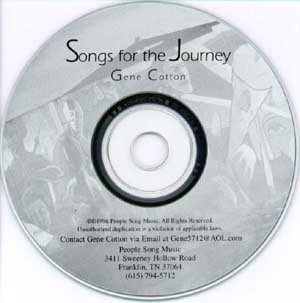 Songs for the Journey
Gene Cotton
©®1996 People Song Music. All Rights Reserved.
Unauthorized duplication is a violation of applicable laws.
Contact Gene Cotton via Email at Gene5712@AOL.com
People Song Music
3411 Sweeney Hollow Road
Franklin, TN 37064
(615) 794-5712